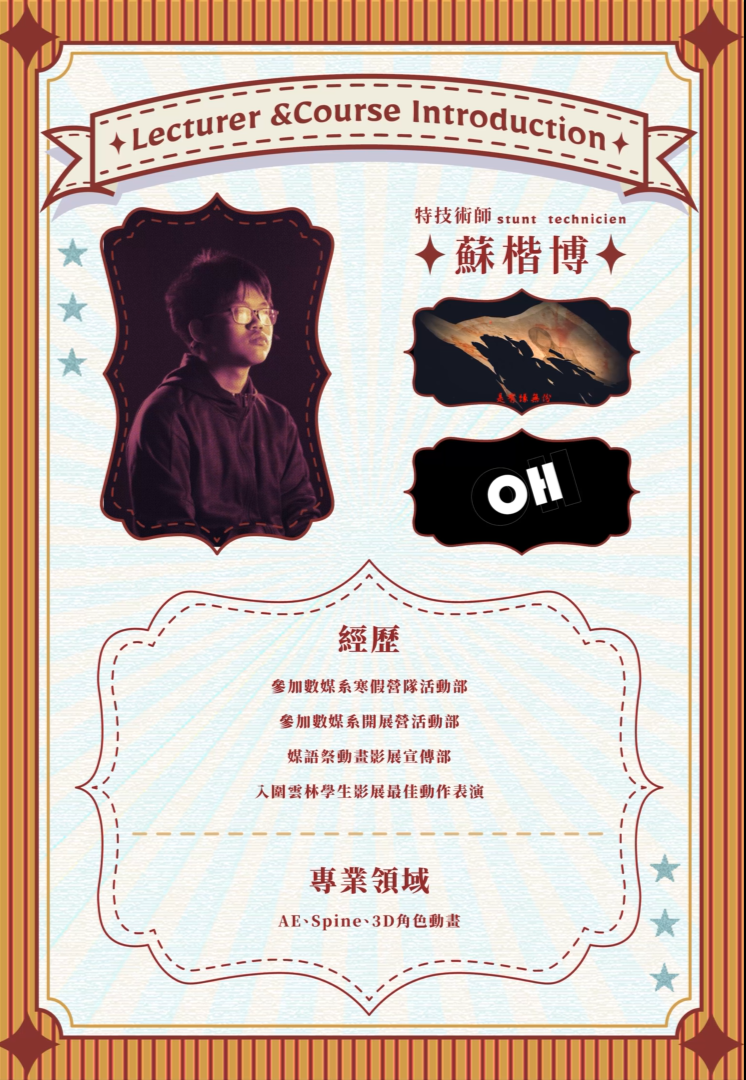 Lecturer &Course Introduction
特技術師 stunt technicien
蘇楷博
OH
經歷
參加數媒系寒假營隊活動部
參加數媒系開展營活動部
媒語祭動畫影展宣傳部
入圍雲林學生影展最佳動作表演
專業領域
AE、Spine、3D角色動畫